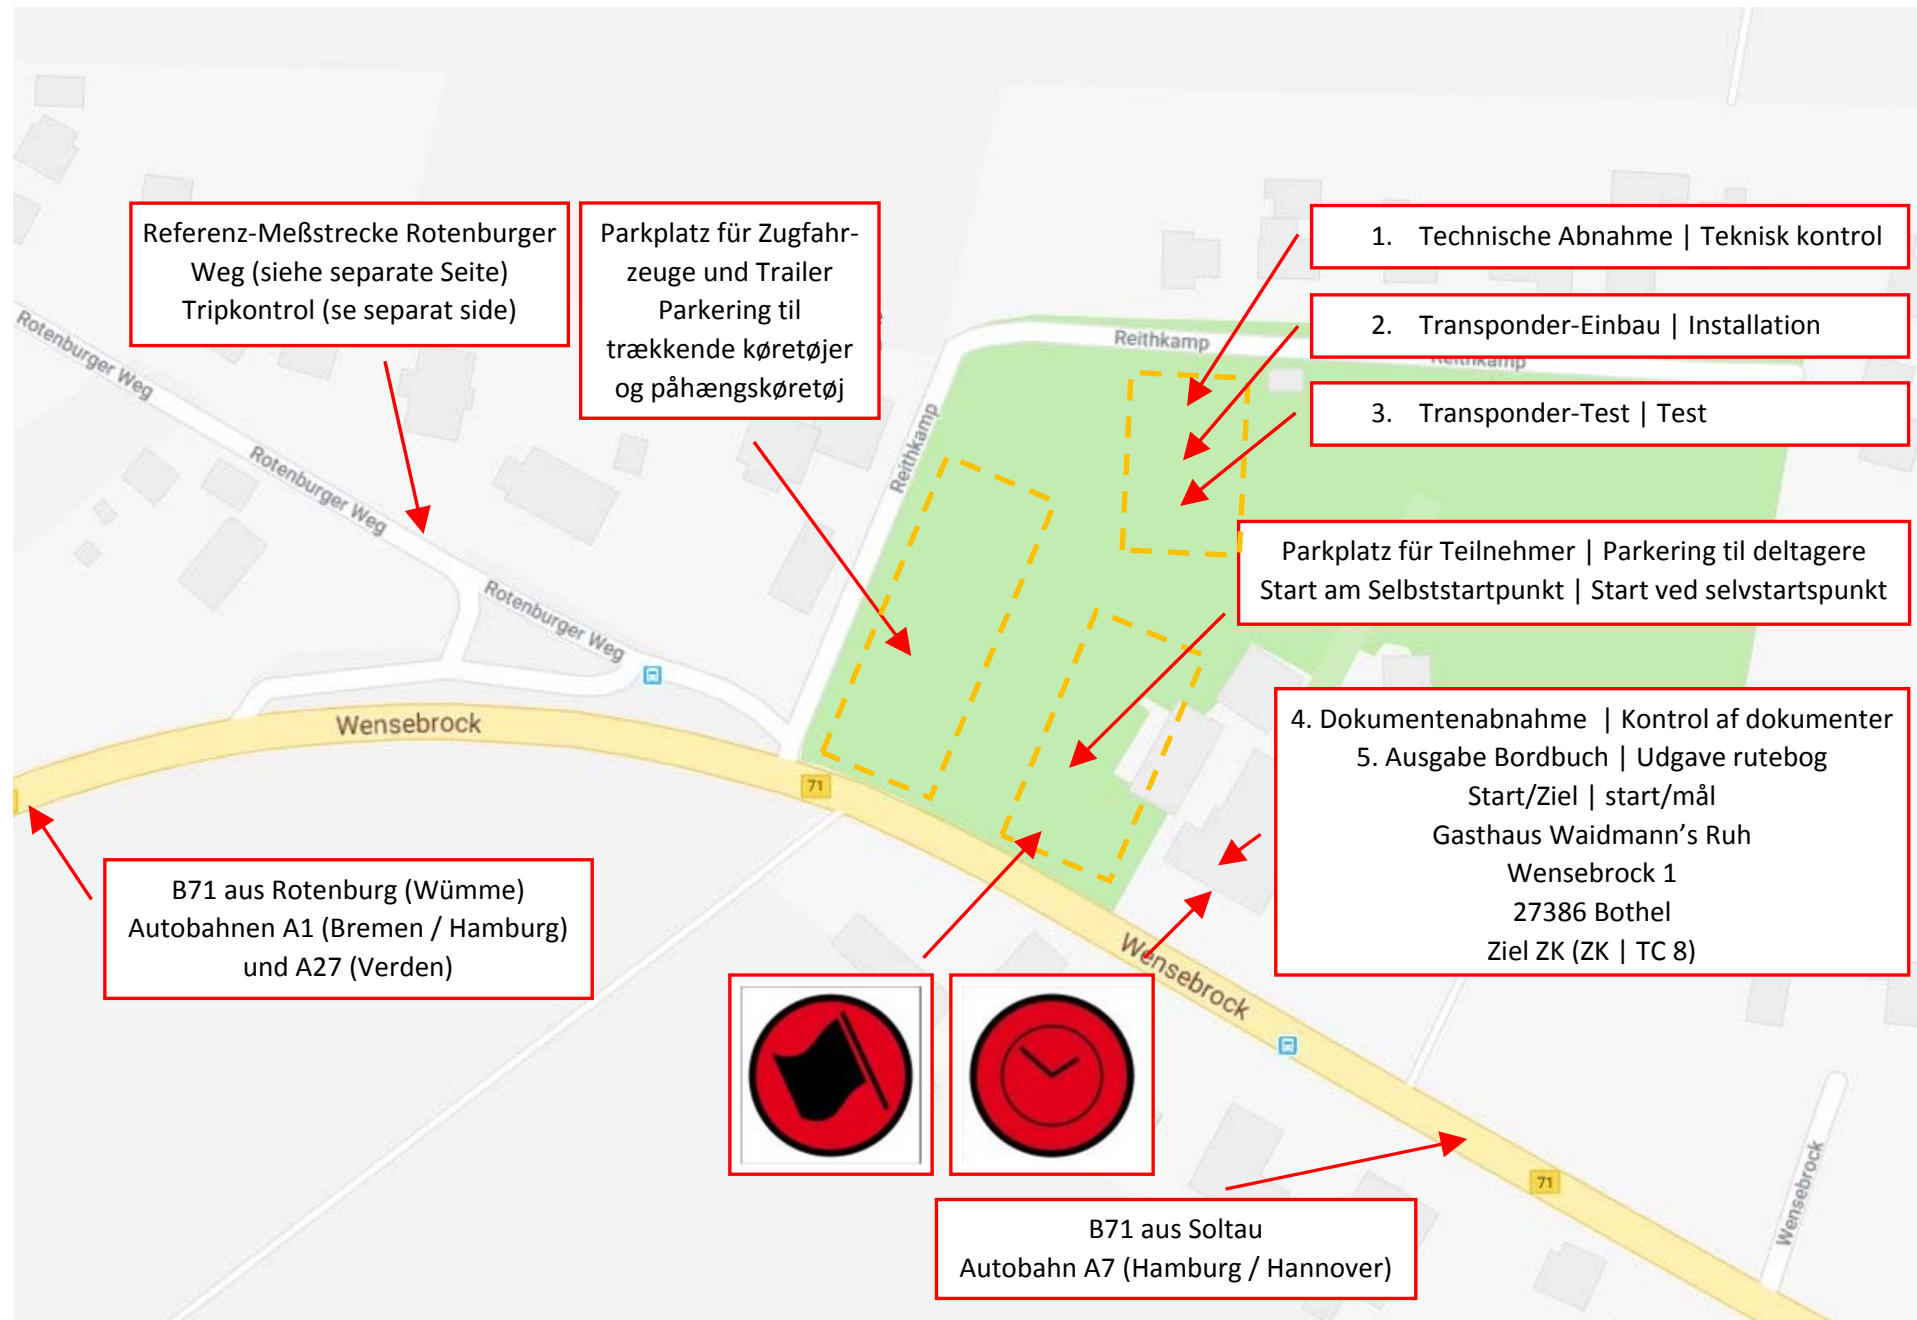 Referenz-Meßstrecke Rotenburger
Weg (siehe separate Seite)
Tripkontrol (se separat side)
Parkplatz für Zugfahr-
zeuge und Trailer
Parkering til
trækkende køretøjer
og påhængskøretøj
1. Technische Abnahme | Teknisk kontrol
2. Transponder-Einbau | Installation
3. Transponder-Test | Test
Reithkamp
Reithkamp
Reithkamp
Rotenburger Weg
Rotenburger Weg
Rotenburger Weg
Parkplatz für Teilnehmer | Parkering til deltagere
Start am Selbststartpunkt | Start ved selvstartspunkt
Wensebrock
71
4. Dokumentenabnahme | Kontrol af dokumenter
5. Ausgabe Bordbuch | Udgave rutebog
Start/Ziel | start/mål
Gasthaus Waidmann’s Ruh
Wensebrock 1
27386 Bothel
Ziel ZK (ZK | TC 8)
B71 aus Rotenburg (Wümme)
Autobahnen A1 (Bremen / Hamburg)
und A27 (Verden)
Wensebrock
71
Wensebrock
B71 aus Soltau
Autobahn A7 (Hamburg / Hannover)